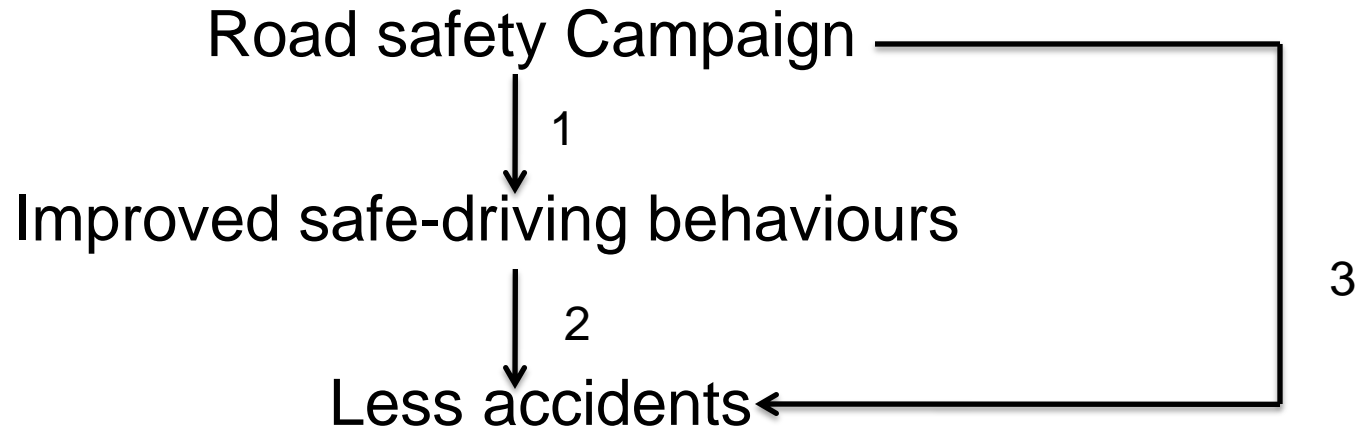 Road safety Campaign
1
Improved safe-driving behaviours
3
2
Less accidents